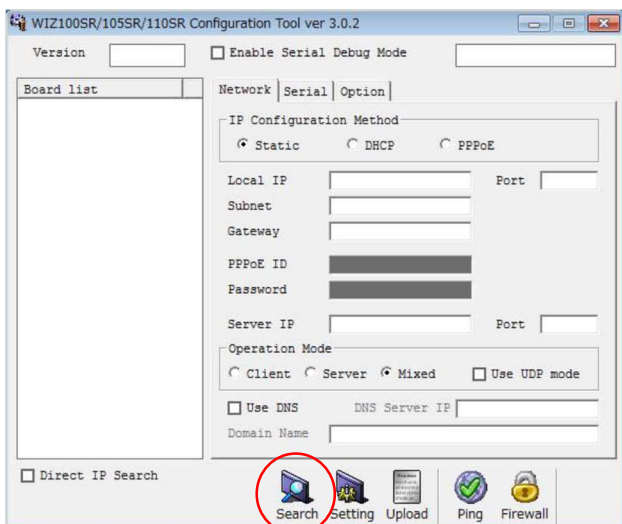 WIZ100SR/105SR/110SR Configuration Tool ver 3.0.2
Version
Enable Serial Debug Mode
Board list
Network Serial Option
IP Configuration Method
Static DHCP PPPoE
Local IP Port
Subnet
Gateway
PPPoE ID
Password
Server IP Port
Operation Mode
Client Server Mixed Use UDP mode
Use DNS DNS Server IP
Domain Name
Direct IP Search
Search Setting Upload Ping Firewall